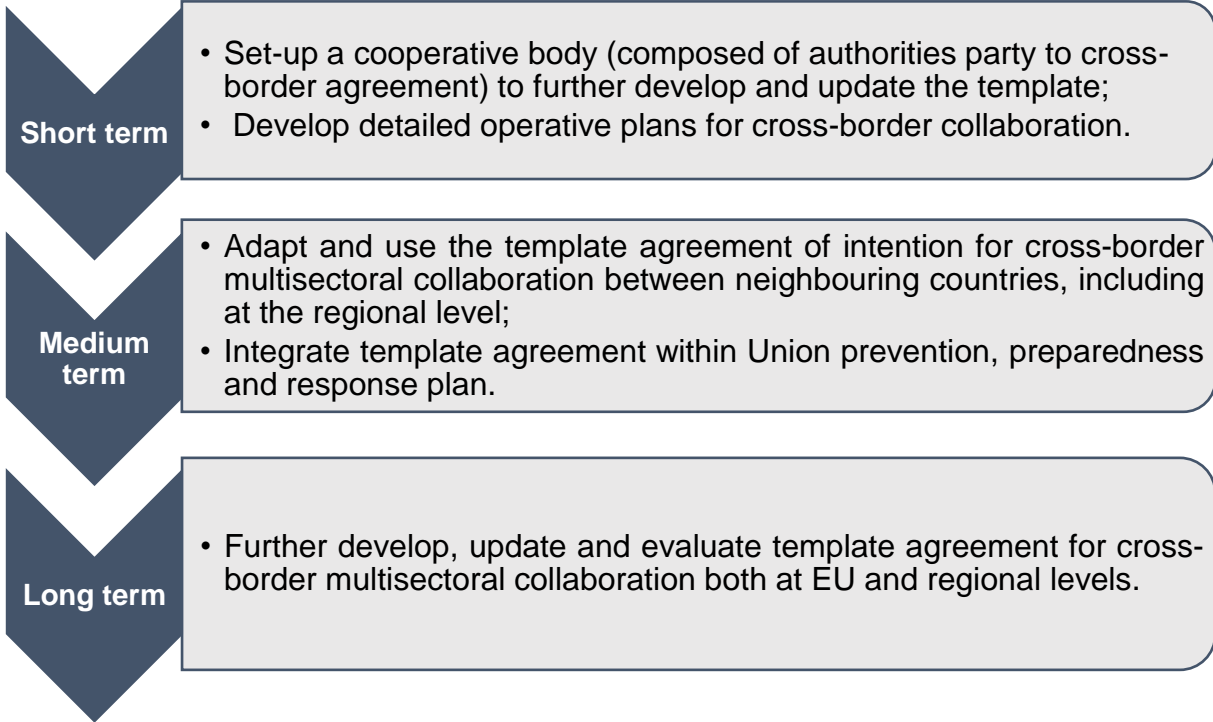 Short term
• Set-up a cooperative body (composed of authorities party to cross-
border agreement) to further develop and update the template;
• Develop detailed operative plans for cross-border collaboration.
Medium
term
• Adapt and use the template agreement of intention for cross-border
multisectoral collaboration between neighbouring countries, including
at the regional level;
• Integrate template agreement within Union prevention, preparedness
and response plan.
Long term
• Further develop, update and evaluate template agreement for cross-
border multisectoral collaboration both at EU and regional levels.